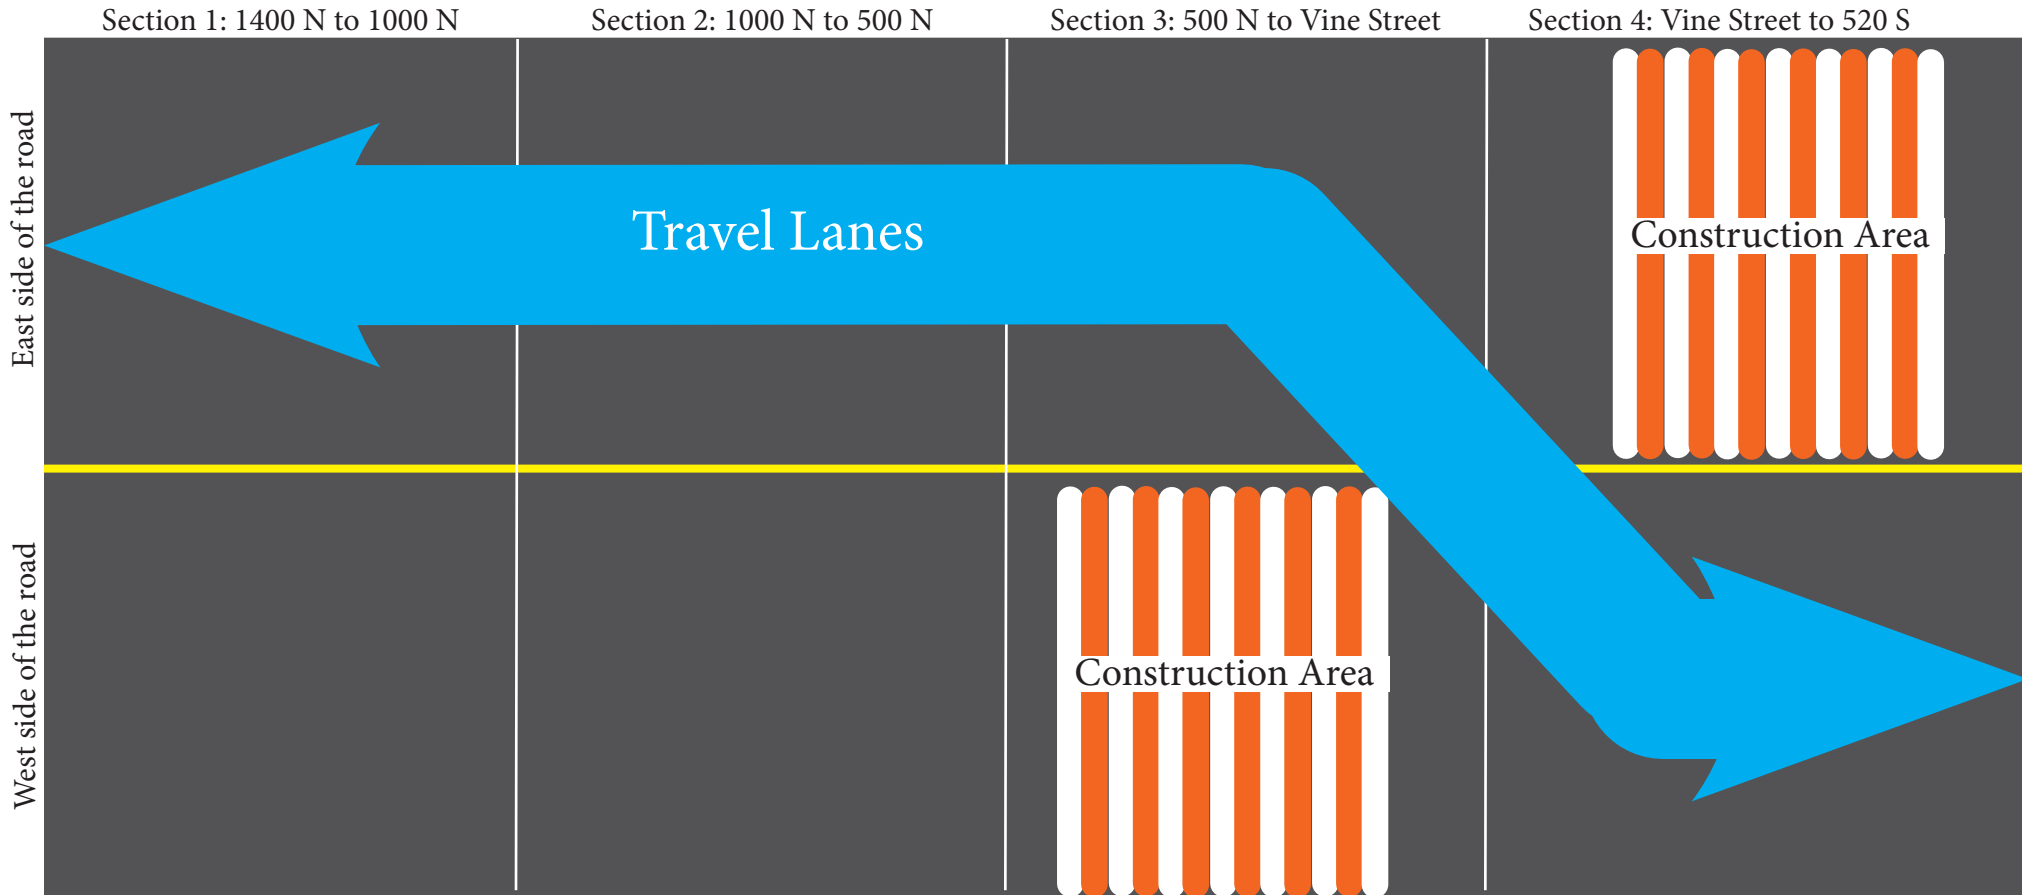 Section 1: 1400 N to 1000 N
Section 2: 1000 N to 500 N
Section 3: 500 N to Vine Street
Section 4: Vine Street to 520 S
East side of the road
Travel Lanes
Construction Area
West side of the road
Construction Area